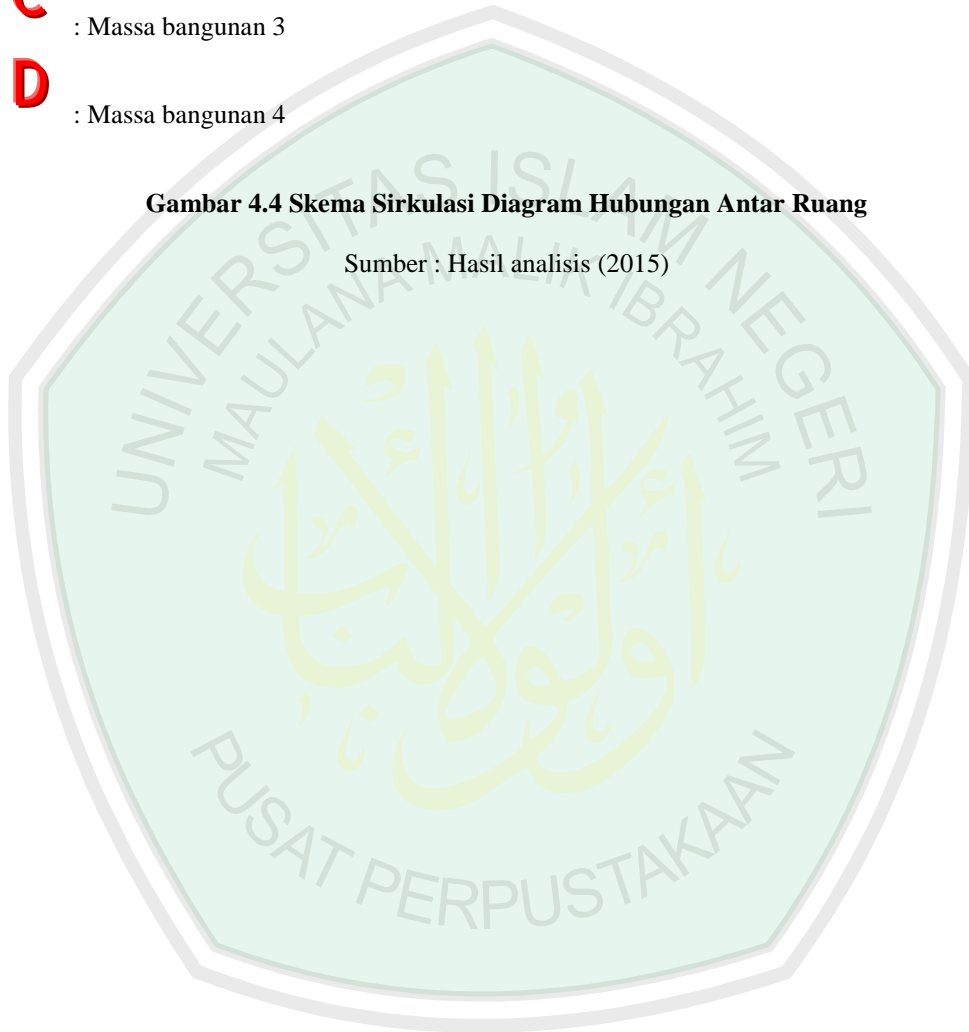 C
: Massa bangunan 3
D
: Massa bangunan 4
Gambar 4.4 Skema Sirkulasi Diagram Hubungan Antar Ruang
Sumber : Hasil analisis (2015)
UNIVERSITAS ISLAM NEGERI
MAULANA MALIK IBRAHIM
PUSAT PERPUSTAKAAN